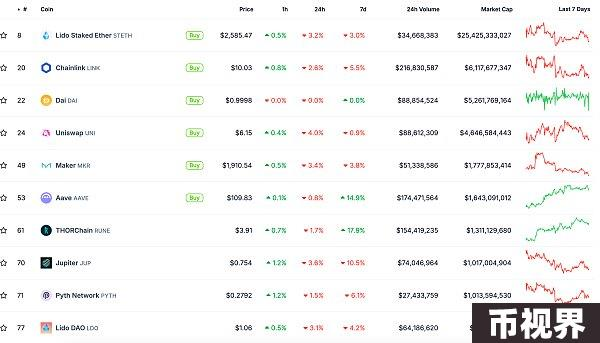 # Coin Price 1h 24h 7d 24h Volume Market Cap Last 7 Days
8 Lido Staked Ether STETH Buy $2,585.47 0.5% 3.2% 3.0% $34,668,383 $25,425,333,027
20 Chainlink LINK Buy $10.03 0.8% 2.6% 5.5% $216,830,587 $6,117,677,347
22 Dai DAI Buy $0.9998 0.0% 0.0% 0.0% $88,854,524 $5,261,769,164
24 Uniswap UNI Buy $6.15 0.4% 4.0% 0.9% $88,612,309 $4,646,584,443
49 Maker MKR Buy $1,910.54 0.5% 3.4% 3.8% $51,338,586 $1,777,853,414
53 Aave AAVE Buy $109.83 0.1% 0.8% 14.9% $174,471,564 $1,643,091,012
61 THORChain RUNE $3.91 0.7% 1.7% 17.9% $154,419,235 $1,311,129,680
70 Jupiter JUP $0.754 1.2% 3.6% 10.5% $74,046,964 $1,017,004,904
71 Pyth Network PYTH $0.2792 1.2% 1.5% 6.1% $27,433,759 $1,013,594,530
77 Lido DAO LDO $1.06 0.5% 3.1% 4.2% $64,186,620
币视界